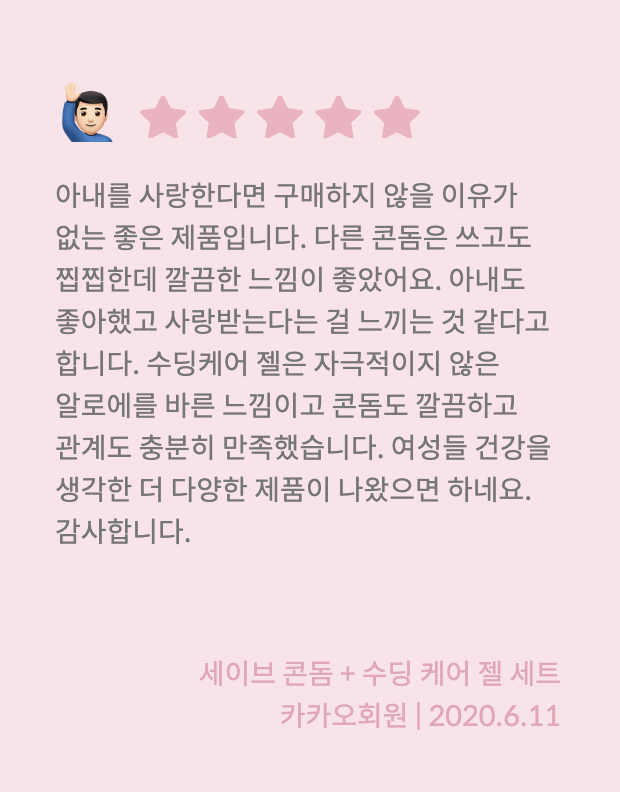 아내를 사랑한다면 구매하지 않을 이유가
없는 좋은 제품입니다. 다른 콘돔은 쓰고도
찝찝한데 깔끔한 느낌이 좋았어요. 아내도
좋아했고 사랑받는다는 걸 느끼는 것 같다고
합니다. 수딩케어 젤은 자극적이지 않은
알로에를 바른 느낌이고 콘돔도 깔끔하고
관계도 충분히 만족했습니다. 여성들 건강을
생각한 더 다양한 제품이 나왔으면 하네요.
감사합니다.
세이브 콘돔 + 수딩 케어 젤 세트
카카오회원 | 2020.6.11